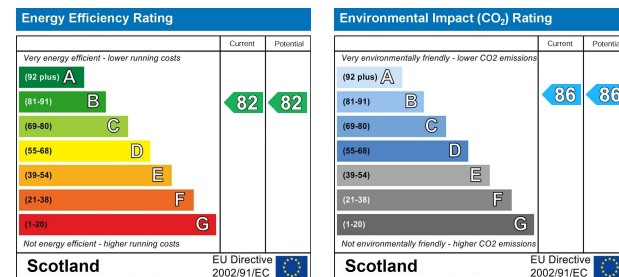 Energy Efficiency Rating
Current Potential
Very energy efficient - lower running costs
(92 plus) A
(81-91) B
(69-80) C
(55-68) D
(39-54) E
(21-38) F
(1-20) G
82 82
Not energy efficient - higher running costs
Scotland
EU Directive
2002/91/EC
Environmental Impact (CO₂) Rating
Current Potential
Very environmentally friendly - lower CO2 emissions
(92 plus) A
(81-91) B
(69-80) C
(55-68) D
(39-54) E
(21-38) F
(1-20) G
86 86
Not environmentally friendly - higher CO2 emissions
Scotland
EU Directive
2002/91/EC